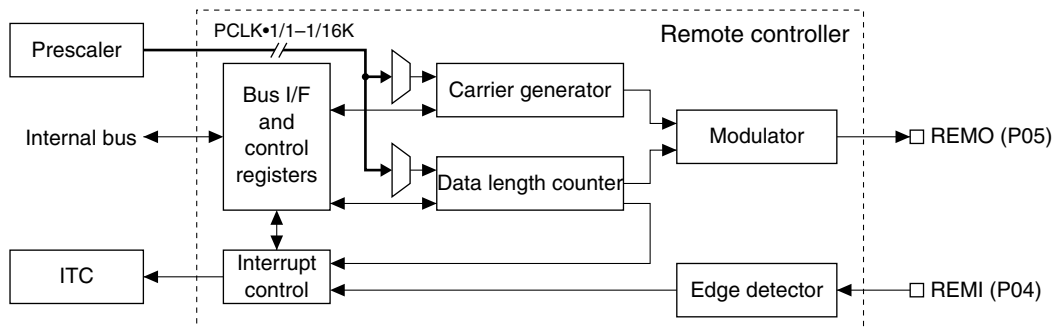 PCLK•1/1–1/16K
Remote controller
Prescaler
Bus I/F
and
control
registers
Carrier generator
Internal bus
Modulator
REMO (P05)
Data length counter
ITC
Interrupt
control
Edge detector
REMI (P04)